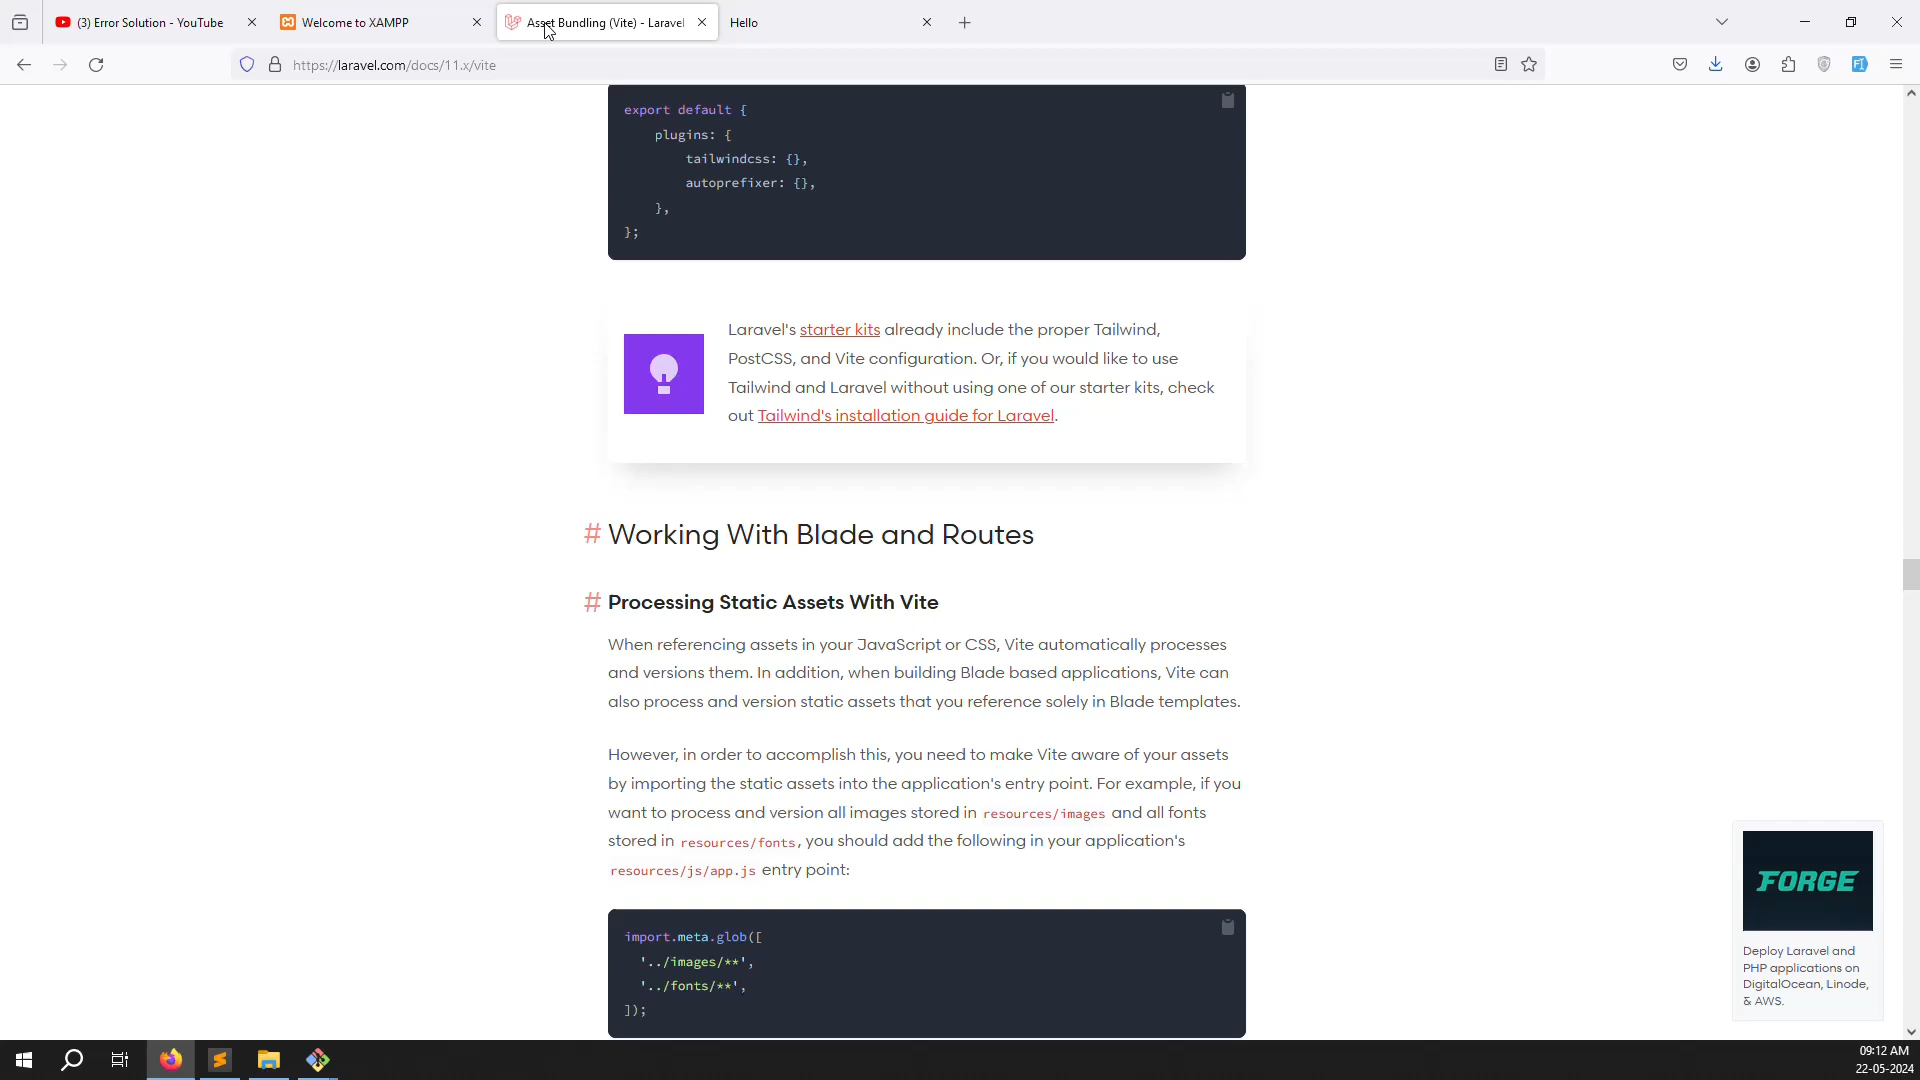 (3) Error Solution - YouTube
Welcome to XAMPP
Asset Bundling (Vite) - Laravel
Hello
https://laravel.com/docs/11.x/vite
export default {
plugins: {
tailwindcss: {},
autoprefixer: {},
},
};
Laravel's starter kits already include the proper Tailwind,
PostCSS, and Vite configuration. Or, if you would like to use
Tailwind and Laravel without using one of our starter kits, check
out Tailwind's installation guide for Laravel.
# Working With Blade and Routes
# Processing Static Assets With Vite
When referencing assets in your JavaScript or CSS, Vite automatically processes
and versions them. In addition, when building Blade based applications, Vite can
also process and version static assets that you reference solely in Blade templates.
However, in order to accomplish this, you need to make Vite aware of your assets
by importing the static assets into the application's entry point. For example, if you
want to process and version all images stored in resources/images and all fonts
stored in resources/fonts, you should add the following in your application's
resources/js/app.js entry point:
import.meta.glob([
'../images/**',
'../fonts/**',
]);
FORGE
Deploy Laravel and
PHP applications on
DigitalOcean, Linode,
& AWS.
09:12 AM
22-05-2024